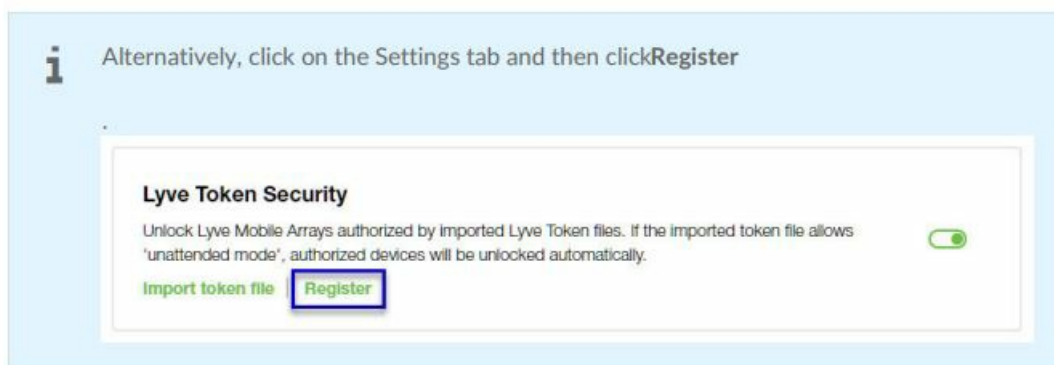 i Alternatively, click on the Settings tab and then clickRegister
.
Lyve Token Security
Unlock Lyve Mobile Arrays authorized by imported Lyve Token files. If the imported token file allows
'unattended mode', authorized devices will be unlocked automatically.
Import token file | Register